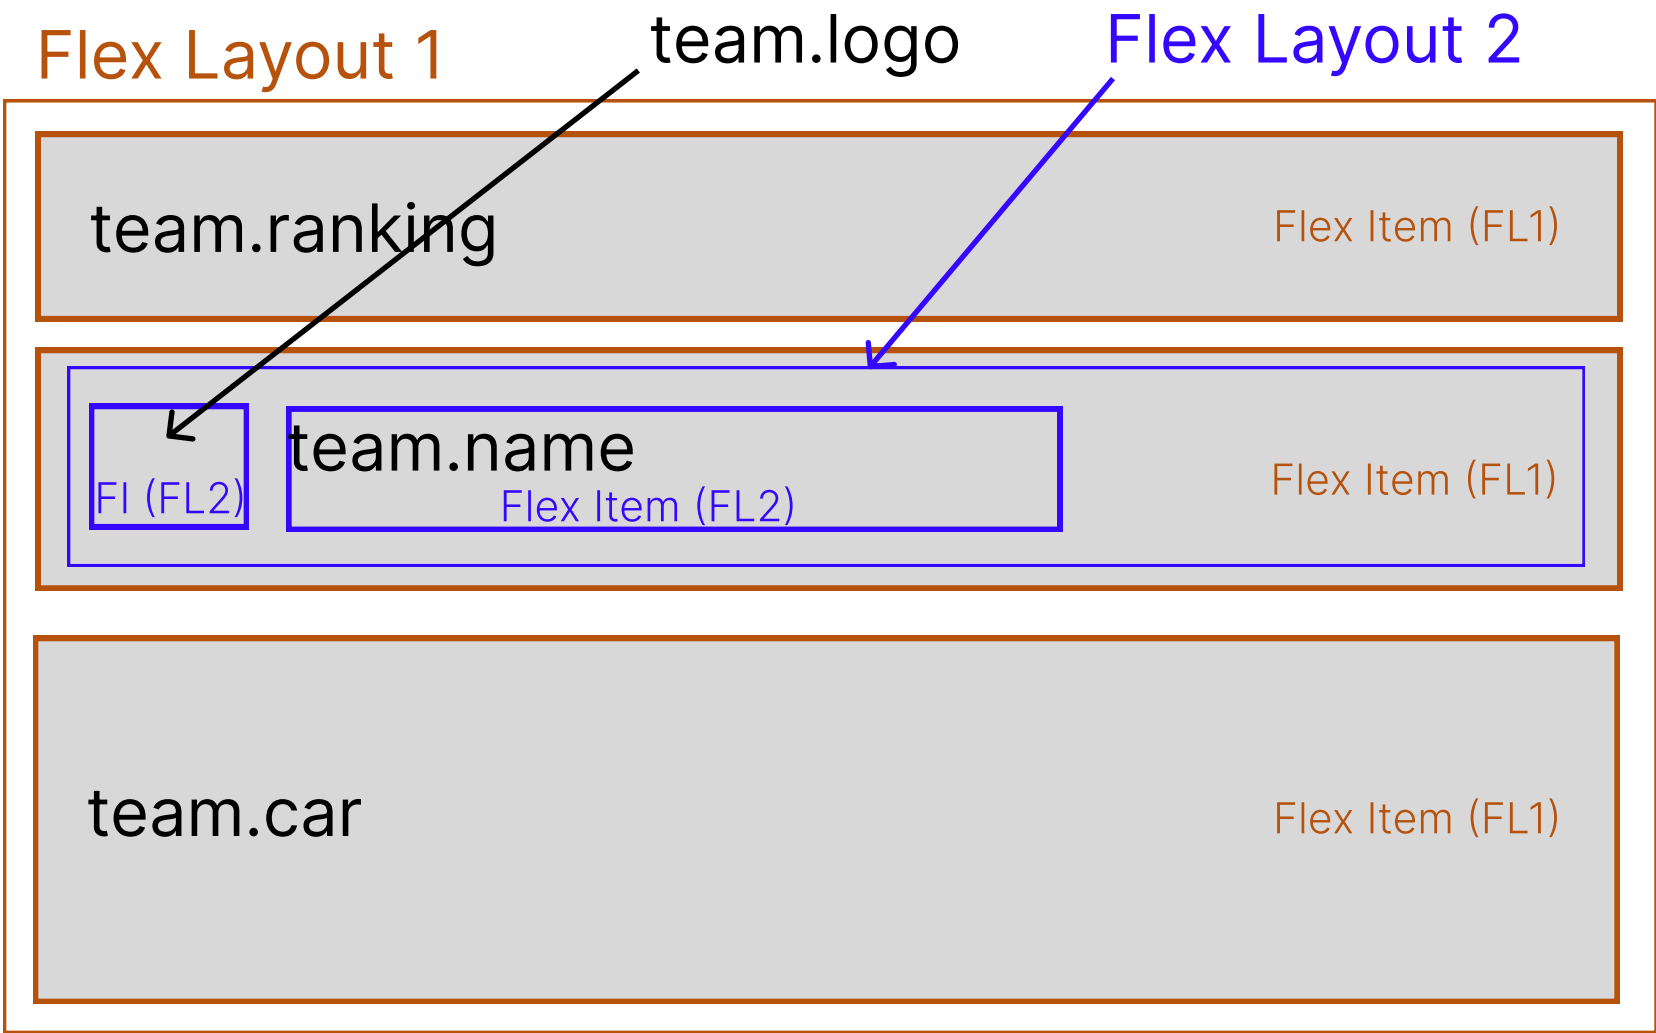 Flex Layout 1
team.logo
Flex Layout 2
team.ranking
Flex Item (FL1)
team.name
FI (FL2)
Flex Item (FL2)
Flex Item (FL1)
team.car
Flex Item (FL1)